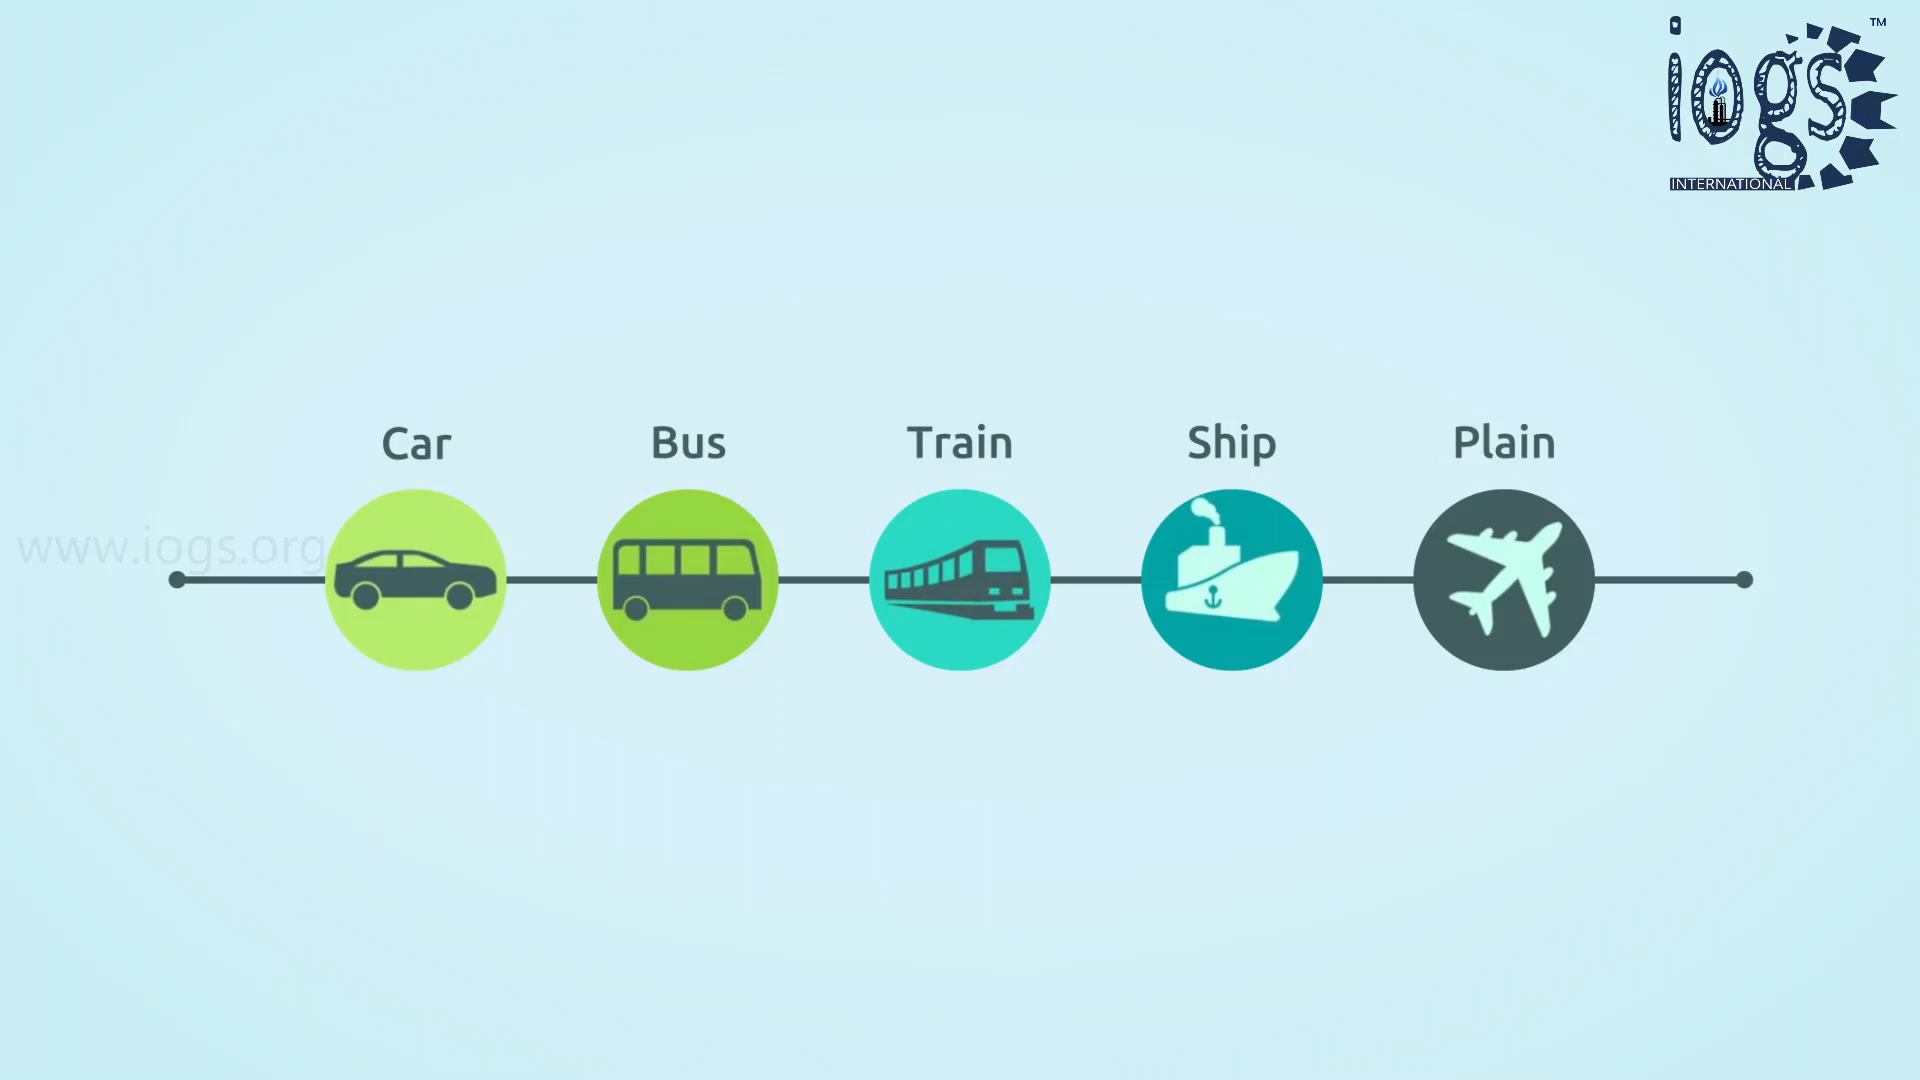 TM
iogs
INTERNATIONAL
Car Bus Train Ship Plain
www.iogs.org